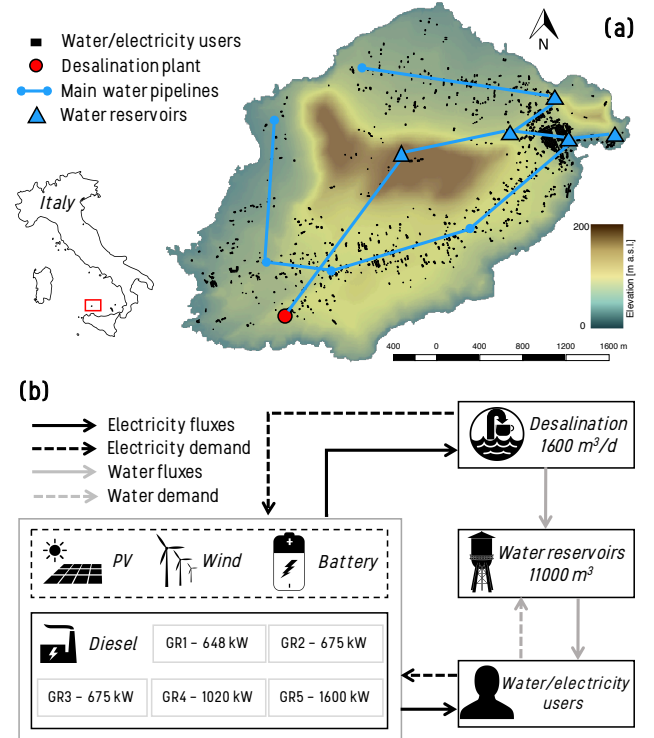 (a)
N
Water/electricity users
Desalination plant
Main water pipelines
Water reservoirs
Italy
200
0
Elevation [m a.s.l.]
400 0 400 800 1200 1600 m
(b)
Electricity fluxes
Electricity demand
Water fluxes
Water demand
Desalination
1600 m³/d
PV
Wind
Battery
Water reservoirs
11000 m³
Diesel
GR1 - 648 kW
GR2 - 675 kW
GR3 - 675 kW
GR4 - 1020 kW
GR5 - 1600 kW
Water/electricity
users